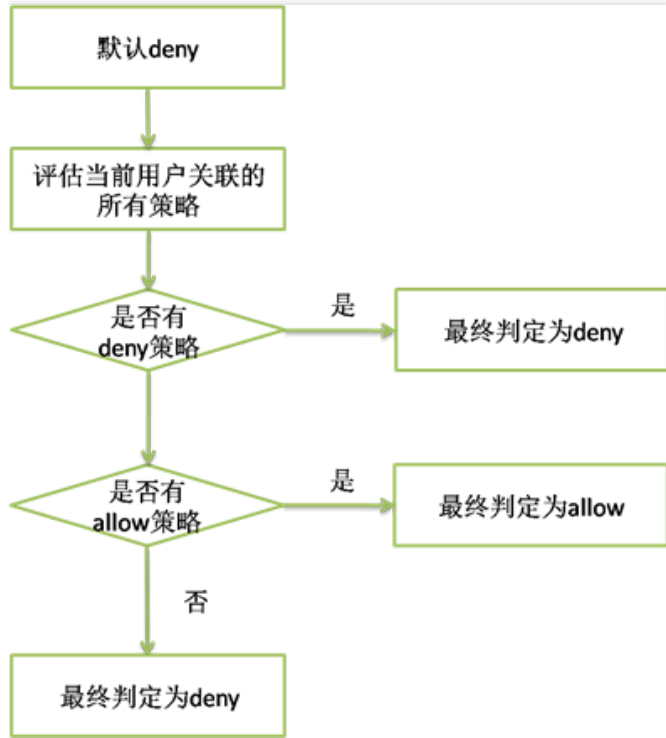 默认deny
评估当前用户关联的
所有策略
是否有
deny策略
是
最终判定为deny
是否有
allow策略
是
最终判定为allow
否
最终判定为deny